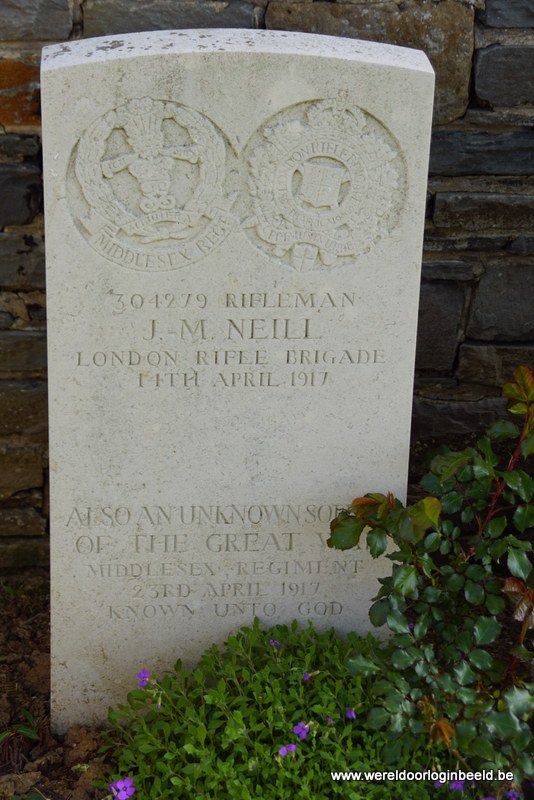 MIDDLESEX REGT
304279 RIFLEMAN
J. M. NEILL
LONDON RIFLE BRIGADE
14TH APRIL 1917
ALSO AN UNKNOWN
OF THE GREAT
MIDDLESEX REGIMENT
23RD APRIL 1917
KNOWN UNTO GOD
www.wereldoorloginbeeld.be